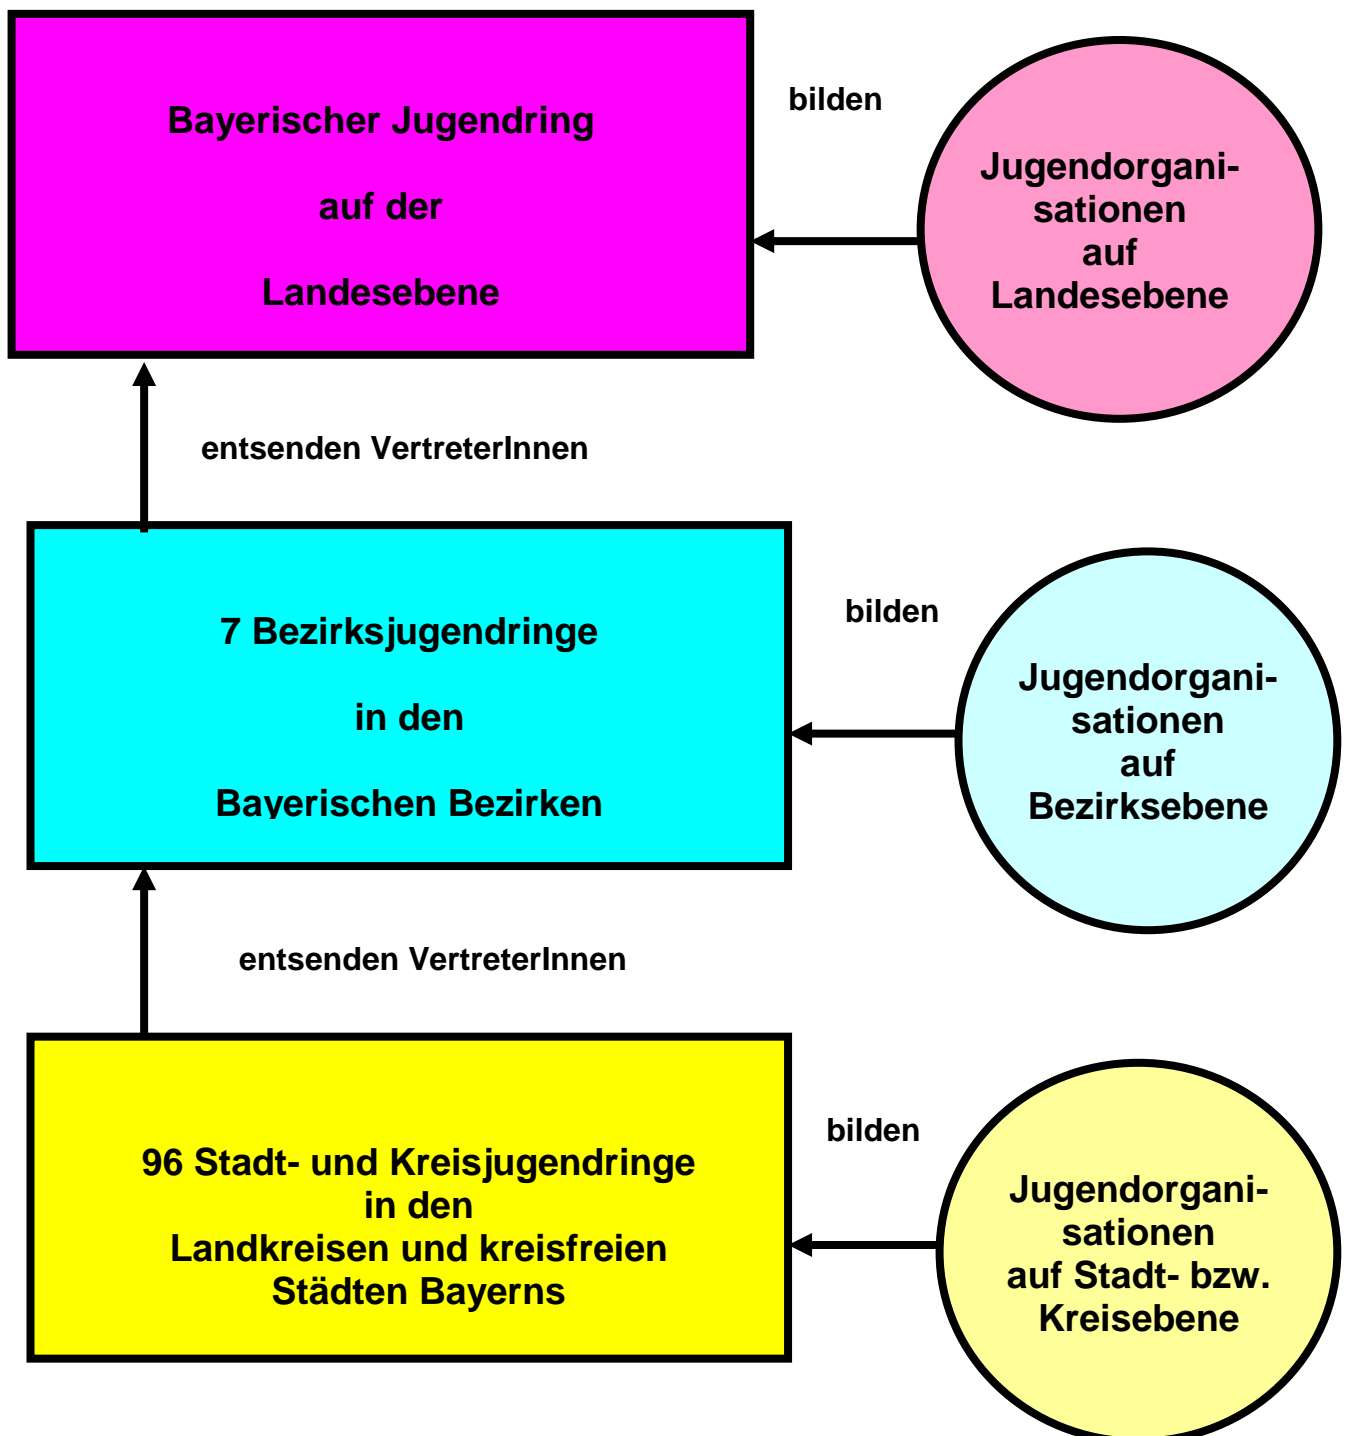 Bayerischer Jugendring
auf der
Landesebene
bilden
Jugendorgani-
sationen
auf
Landesebene
entsenden VertreterInnen
7 Bezirksjugendringe
in den
Bayerischen Bezirken
bilden
Jugendorgani-
sationen
auf
Bezirksebene
entsenden VertreterInnen
96 Stadt- und Kreisjugendringe
in den
Landkreisen und kreisfreien
Städten Bayerns
bilden
Jugendorgani-
sationen
auf Stadt- bzw.
Kreisebene